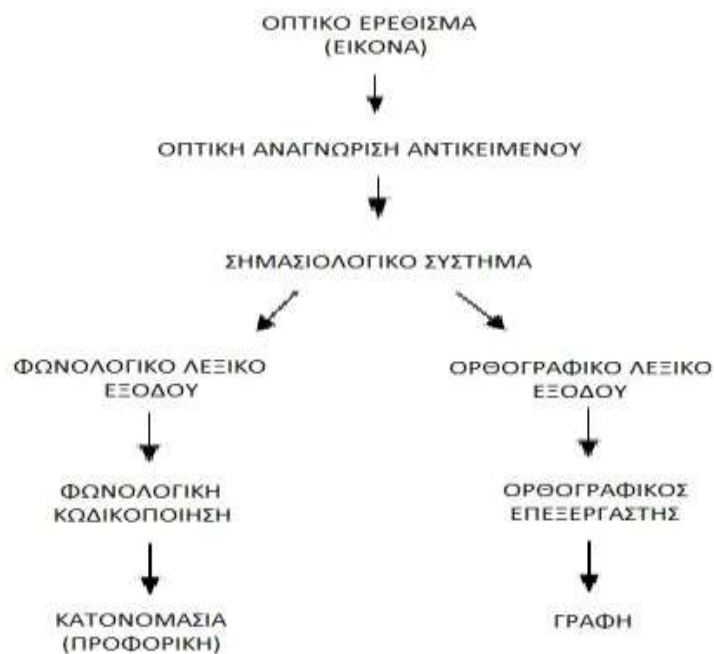 ΟΠΤΙΚΟ ΕΡΕΘΙΣΜΑ
(ΕΙΚΟΝΑ)
ΟΠΤΙΚΗ ΑΝΑΓΝΩΡΙΣΗ ΑΝΤΙΚΕΙΜΕΝΟΥ
ΣΗΜΑΣΙΟΛΟΓΙΚΟ ΣΥΣΤΗΜΑ
ΦΩΝΟΛΟΓΙΚΟ ΛΕΞΙΚΟ
ΕΞΟΔΟΥ
ΟΡΘΟΓΡΑΦΙΚΟ ΛΕΞΙΚΟ
ΕΞΟΔΟΥ
ΦΩΝΟΛΟΓΙΚΗ
ΚΩΔΙΚΟΠΟΙΗΣΗ
ΟΡΘΟΓΡΑΦΙΚΟΣ
ΕΠΕΞΕΡΓΑΣΤΗΣ
ΚΑΤΟΝΟΜΑΣΙΑ
(ΠΡΟΦΟΡΙΚΗ)
ΓΡΑΦΗ